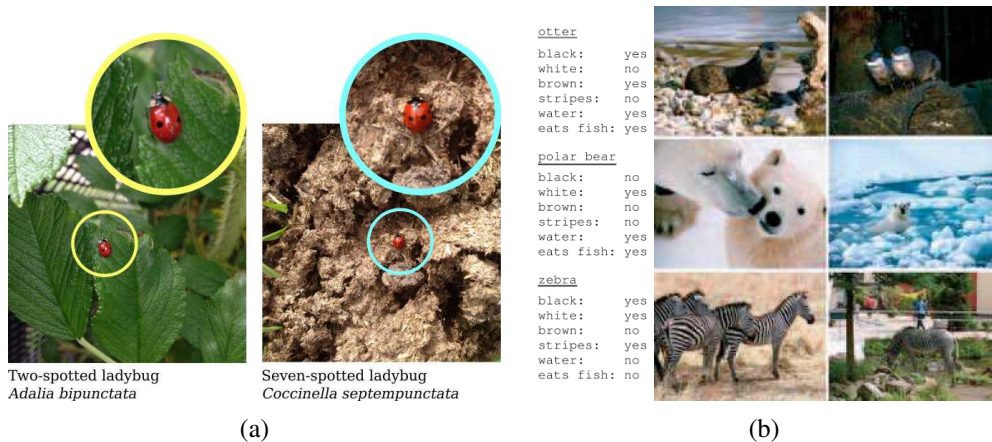 Two-spotted ladybug
Adalia bipunctata
Seven-spotted ladybug
Coccinella septempunctata
(a)
otter
black: yes
white: no
brown: yes
stripes: no
water: yes
eats fish: yes
polar bear
black: no
white: yes
brown: no
stripes: no
water: yes
eats fish: yes
zebra
black: yes
white: yes
brown: no
stripes: yes
water: no
eats fish: no
(b)